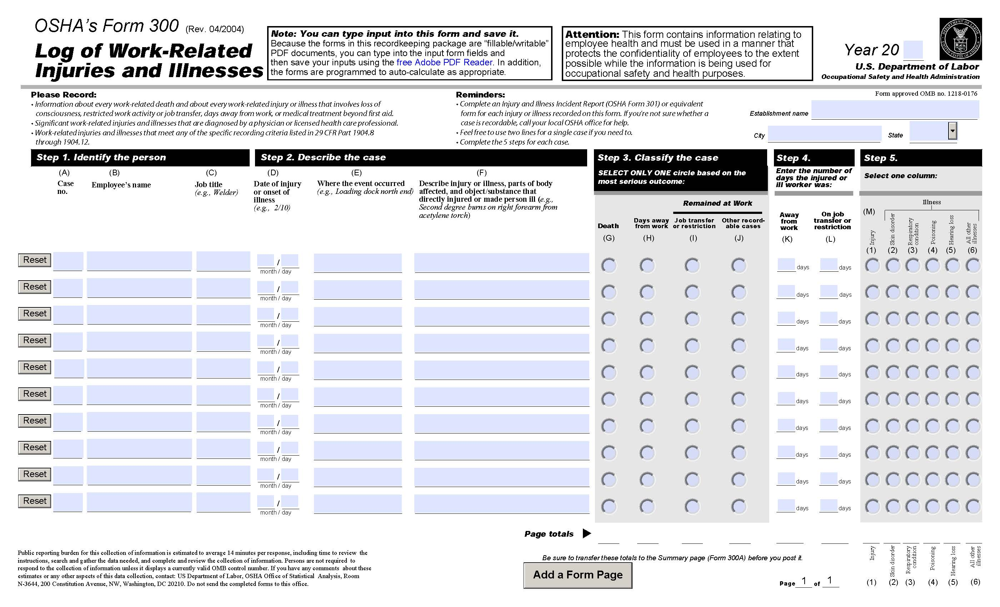 OSHA's Form 300 (Rev. 04/2004)
Log of Work-Related
Injuries and Illnesses
Note: You can type input into this form and save it.
Because the forms in this recordkeeping package are “fillable/writable”
PDF documents, you can type into the input form fields and
then save your inputs using the free Adobe PDF Reader. In addition,
the forms are programmed to auto-calculate as appropriate.
Attention: This form contains information relating to
employee health and must be used in a manner that
protects the confidentiality of employees to the extent
possible while the information is being used for
occupational safety and health purposes.
Year 20
DEPARTMENT OF LABOR
UNITED STATES OF AMERICA
U.S. Department of Labor
Occupational Safety and Health Administration
Form approved OMB no. 1218-0176
Please Record:
• Information about every work-related death and about every work-related injury or illness that involves loss of
consciousness, restricted work activity or job transfer, days away from work, or medical treatment beyond first aid.
• Significant work-related injuries and illnesses that are diagnosed by a physician or licensed health care professional.
• Work-related injuries and illnesses that meet any of the specific recording criteria listed in 29 CFR Part 1904.8
through 1904.12.
Reminders:
• Complete an Injury and Illness Incident Report (OSHA Form 301) or equivalent
form for each injury or illness recorded on this form. If you're not sure whether a
case is recordable, call your local OSHA office for help.
• Feel free to use two lines for a single case if you need to.
• Complete the 5 steps for each case.
Establishment name
City State
Step 1. Identify the person
(A) (B) (C)
Case
no.
Employee's name
Job title
(e.g., Welder)
Step 2. Describe the case
(D) (E) (F)
Date of injury
or onset of
illness
(e.g., 2/10)
Where the event occurred
(e.g., Loading dock north end)
Describe injury or illness, parts of body
affected, and object/substance that
directly injured or made person ill (e.g.,
Second degree burns on right forearm from
acetylene torch)
Step 3. Classify the case
SELECT ONLY ONE circle based on the
most serious outcome:
Remained at Work
Death
Days away
from work
Job transfer
or restriction
Other record-
able cases
(G) (H) (I) (J)
Step 4.
Enter the number of
days the injured or
ill worker was:
Away
from
work
On job
transfer or
restriction
(K) (L)
Step 5.
Select one column:
Illness
(M)
Injury
Skin disorder
Respiratory
condition
Poisoning
Hearing loss
All other
illnesses
(1) (2) (3) (4) (5) (6)
Reset / days days
month / day
Reset / days days
month / day
Reset / days days
month / day
Reset / days days
month / day
Reset / days days
month / day
Reset / days days
month / day
Reset / days days
month / day
Reset / days days
month / day
Reset / days days
month / day
Reset / days days
month / day
Page totals
Be sure to transfer these totals to the Summary page (Form 300A) before you post it.
Add a Form Page
Public reporting burden for this collection of information is estimated to average 14 minutes per response, including time to review the
instructions, search and gather the data needed, and complete and review the collection of information. Persons are not required to
respond to the collection of information unless it displays a currently valid OMB control number. If you have any comments about these
estimates or any other aspects of this data collection, contact: US Department of Labor, OSHA Office of Statistical Analysis, Room
N-3644, 200 Constitution Avenue, NW, Washington, DC 20210. Do not send the completed forms to this office.
Page 1 of 1
Injury
Skin disorder
Respiratory
condition
Poisoning
Hearing loss
All other
illnesses
(1) (2) (3) (4) (5) (6)